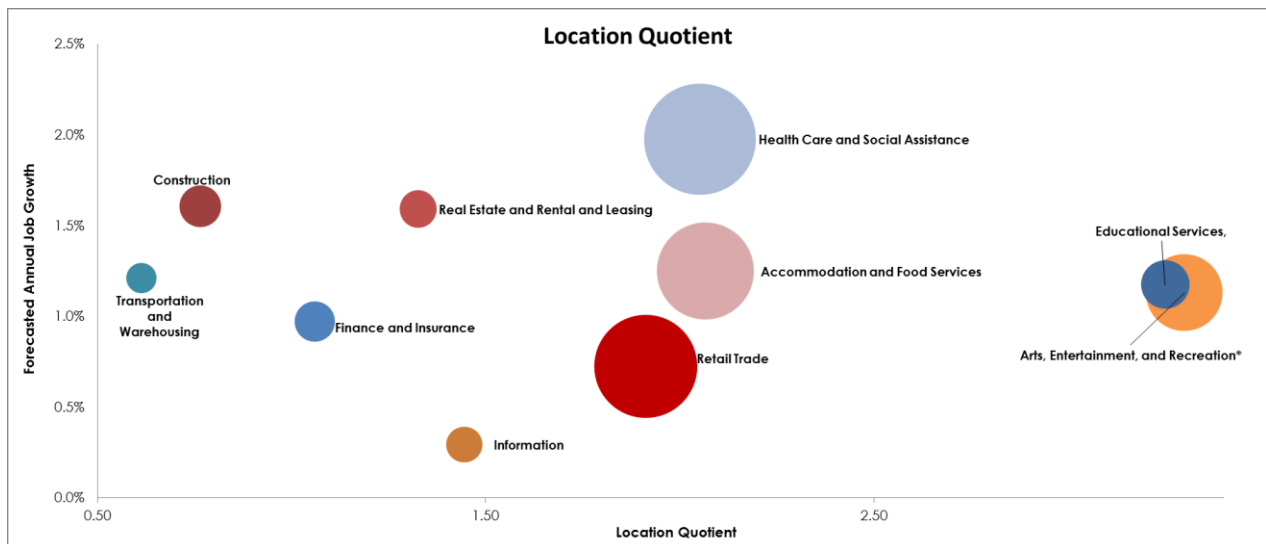 Location Quotient
2.5%
2.0%
1.5%
1.0%
0.5%
0.0%
Forecasted Annual Job Growth
Health Care and Social Assistance
Construction
Real Estate and Rental and Leasing
Educational Services,
Accommodation and Food Services
Transportation
and
Warehousing
Finance and Insurance
Arts, Entertainment, and Recreation*
Retail Trade
Information
0.50
1.50
2.50
Location Quotient